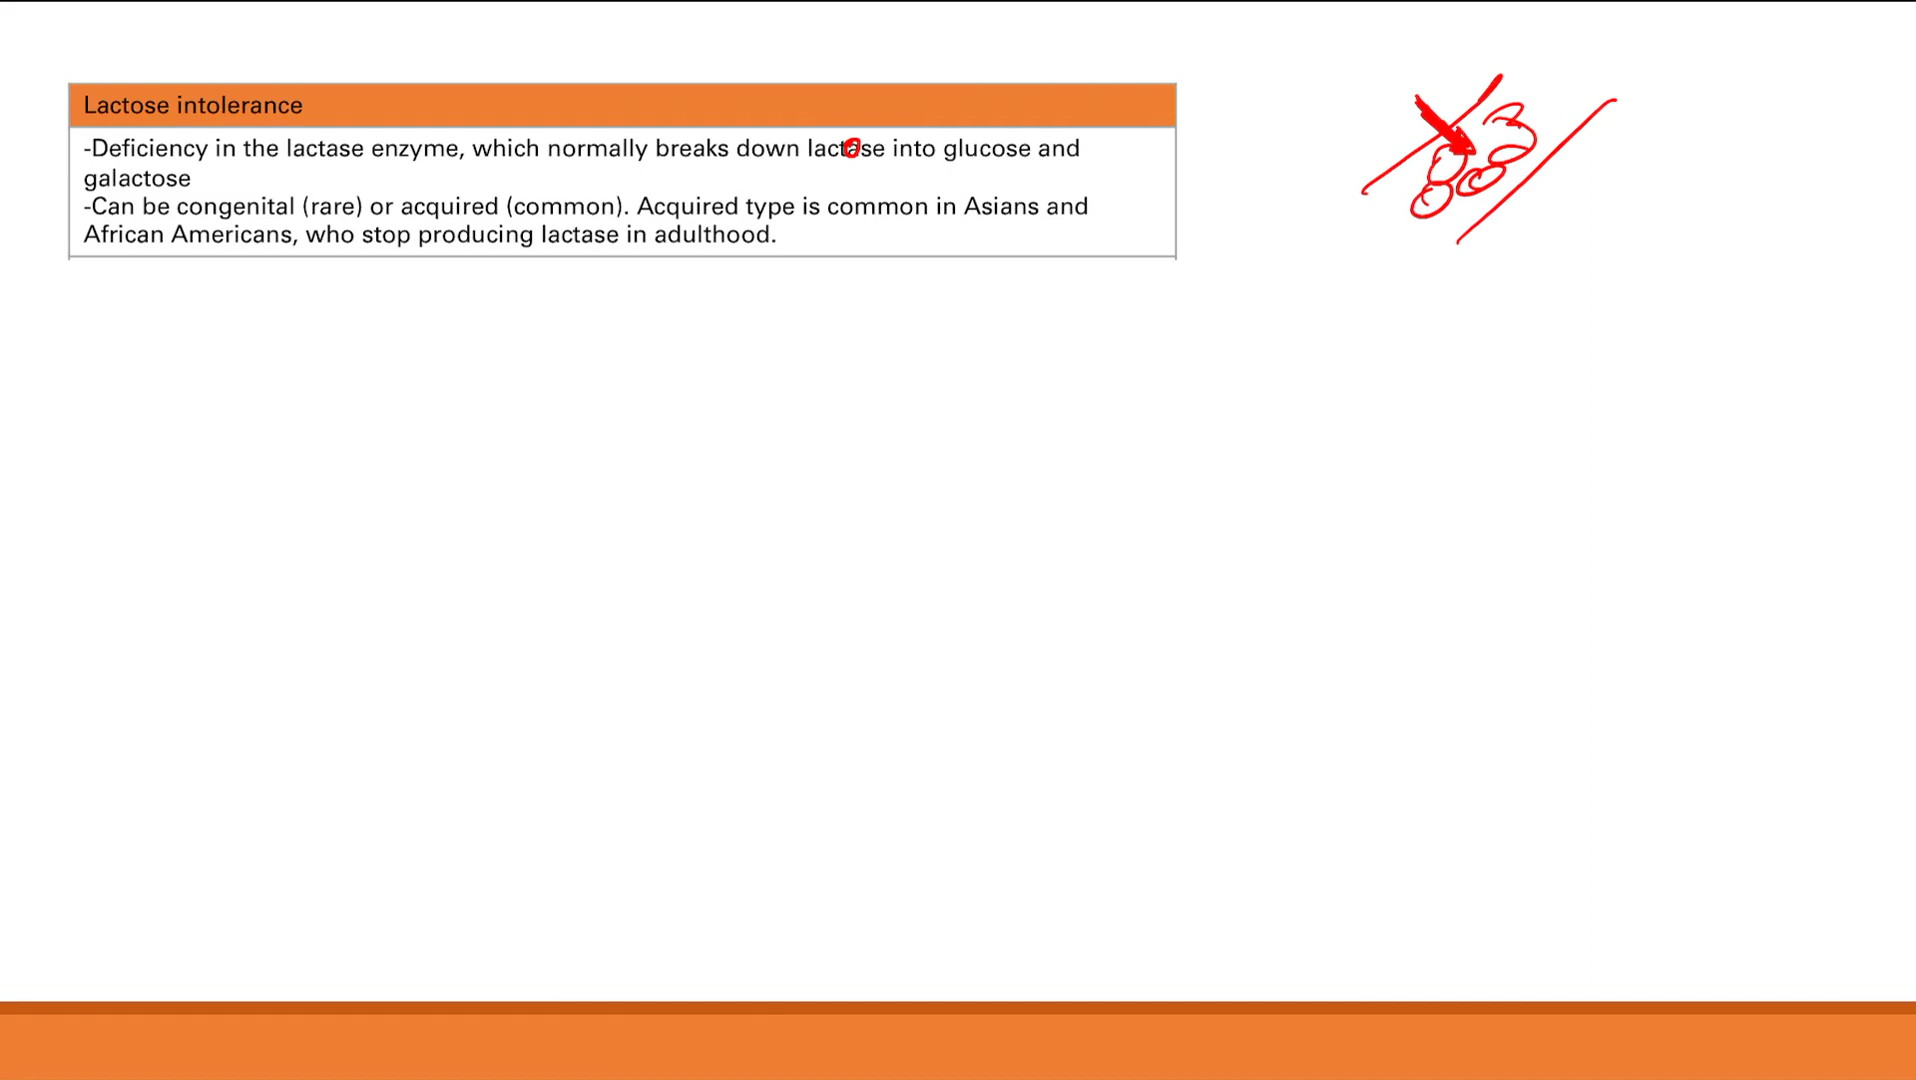 Lactose intolerance
-Deficiency in the lactase enzyme, which normally breaks down lactose into glucose and
galactose
-Can be congenital (rare) or acquired (common). Acquired type is common in Asians and
African Americans, who stop producing lactase in adulthood.